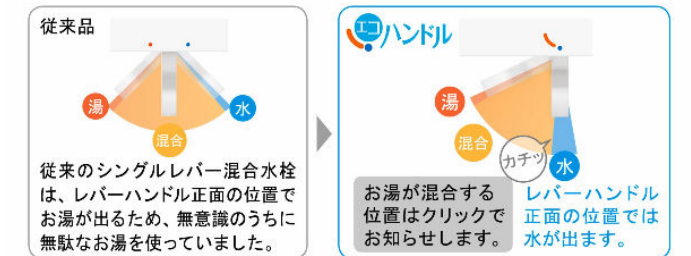 従来品
湯
水
混合
従来のシングルレバー混合水栓
は、レバーハンドル正面の位置で
お湯が出るため、無意識のうちに
無駄なお湯を使っていました。
エコハンドル
湯
混合
カチッ
水
お湯が混合する
位置はクリックで
お知らせします。
レバーハンドル
正面の位置では
水が出ます。